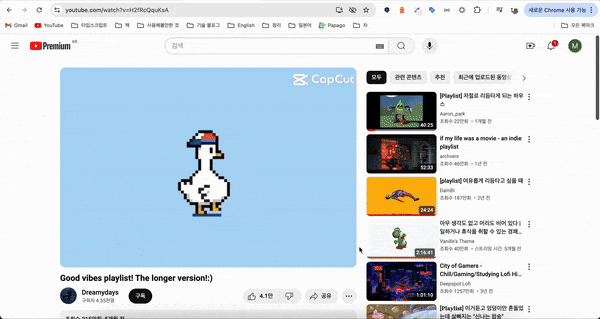 youtube.com/watch?v=H2fRcQquKsA
새로운 Chrome 사용 가능
Gmail
YouTube
타입스크립트
책
사용해볼만한 것
기술 블로그
English
정리
일본어
Papago
차
모든 북마크
Premium KR
검색
M
CapCut
모두
관련 콘텐츠
추천
최근에 업로드된 동영상
[Playlist] 저절로 리듬타게 되는 하우스
Aaron_park
조회수 22만회 • 1개월 전
40:25
if my life was a movie - an indie playlist
archvenr
조회수 46만회 • 1년 전
52:33
[playlist] 여유롭게 리듬타고 싶을 때
DamBi
조회수 187만회 • 2년 전
24:24
아무 생각도 없고 머리도 비어 있다 |
일하거나 휴식을 취할 수 있는 경쾌...
Vanille's Theme
조회수 40만회 • 스트리밍 시간: 5개월 전
2:16:41
City of Gamers -
Chill/Gaming/Studying Lofi Hi...
Deepspot Lofi
조회수 1257만회 • 3년 전
1:01:10
[Playlist] 이거듣고 엉덩이만 흔들었
는데 살빠지는 "신나는 팝송"
Good vibes playlist! The longer version!:)
Dreamydays
구독자 4.55천명
구독
4.1만
공유